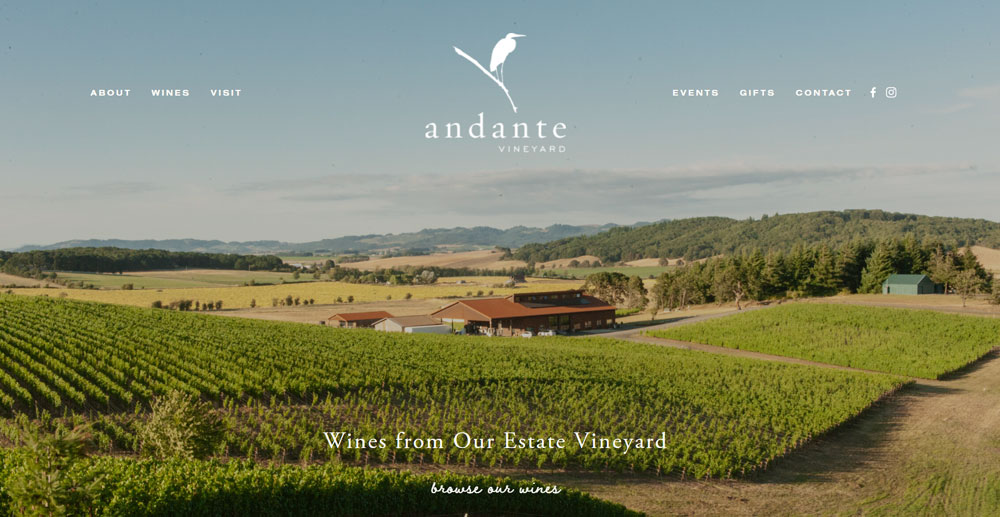 ABOUT WINES VISIT
andante
VINEYARD
EVENTS GIFTS CONTACT
Wines from Our Estate Vineyard
browse our wines